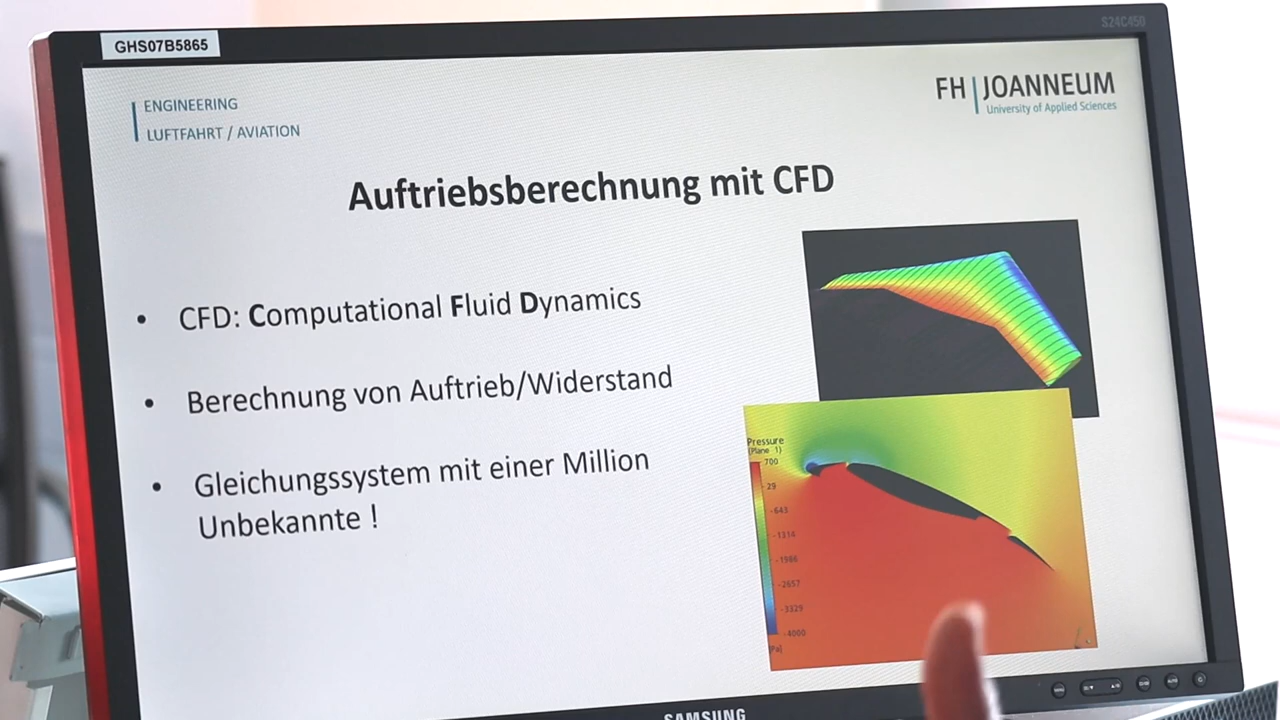 S24C450
GHS07B5865
ENGINEERING
LUFTFAHRT / AVIATION
FH JOANNEUM
University of Applied Sciences
Auftriebsberechnung mit CFD
• CFD: Computational Fluid Dynamics
• Berechnung von Auftrieb/Widerstand
• Gleichungssystem mit einer Million
Unbekannte !
Pressure
(Plane 1)
700
29
-643
-1314
-1986
-2657
-3329
-4000
[Pa]
SAMSUNG